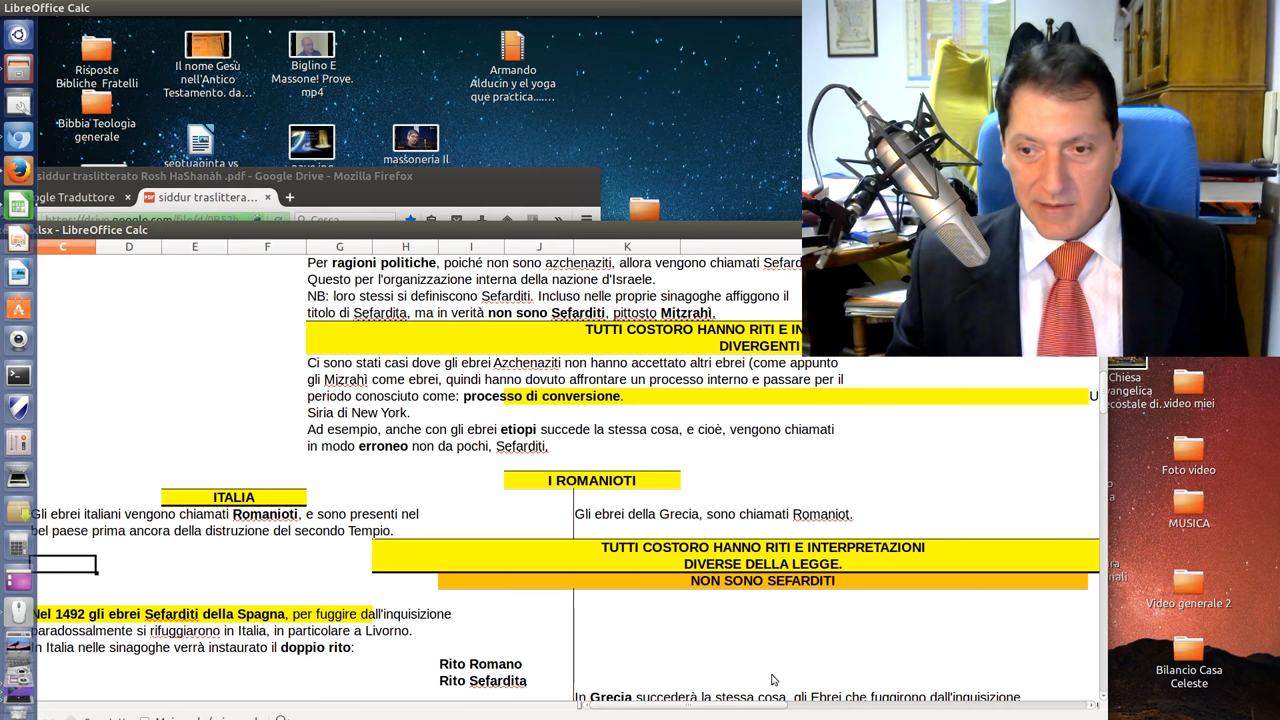 LibreOffice Calc
Risposte
Bibliche Fratelli
Il nome Gesù
nell'Antico
Testamento. da...
Biglino E
Massone! Prove.
mp4
Armando
Alducin y el yoga
que practica.....
Bibbia Teologia
generale
septuaginta vs
massoneria Il
siddur traslitterato Rosh HaShanàh .pdf - Google Drive - Mozilla Firefox
gle Traduttore
siddur traslittera...
https://drive.google.com/file/d/0B52b
Cerca
xlsx - LibreOffice Calc
C D E F G H I J K
Per ragioni politiche, poiché non sono azchenaziti, allora vengono chiamati Sefard
Questo per l'organizzazione interna della nazione d'Israele.
NB: loro stessi si definiscono Sefarditi. Incluso nelle proprie sinagoghe affiggono il
titolo di Sefardita, ma in verità non sono Sefarditi, pittosto Mitzrahì.
TUTTI COSTORO HANNO RITI E IN
DIVERGENTI
Ci sono stati casi dove gli ebrei Azchenaziti non hanno accettato altri ebrei (come appunto
gli Mizrahì come ebrei, quindi hanno dovuto affrontare un processo interno e passare per il
periodo conosciuto come: processo di conversione.
U
Siria di New York.
Ad esempio, anche con gli ebrei etiopi succede la stessa cosa, e cioè, vengono chiamati
in modo erroneo non da pochi, Sefarditi,
I ROMANIOTI
ITALIA
Gli ebrei italiani vengono chiamati Romanioti, e sono presenti nel
bel paese prima ancora della distruzione del secondo Tempio.
Gli ebrei della Grecia, sono chiamati Romaniot.
TUTTI COSTORO HANNO RITI E INTERPRETAZIONI
DIVERSE DELLA LEGGE.
NON SONO SEFARDITI
Nel 1492 gli ebrei Sefarditi della Spagna, per fuggire dall'inquisizione
paradossalmente si rifuggiarono in Italia, in particolare a Livorno.
In Italia nelle sinagoghe verrà instaurato il doppio rito:
Rito Romano
Rito Sefardita
In Grecia succederà la stessa cosa, gli Ebrei che fuggirono dall'inquisizione
Chiesa
vangelica
ecostale di...
video miei
Foto video
MUSICA
Video generale 2
Bilancio Casa
Celeste